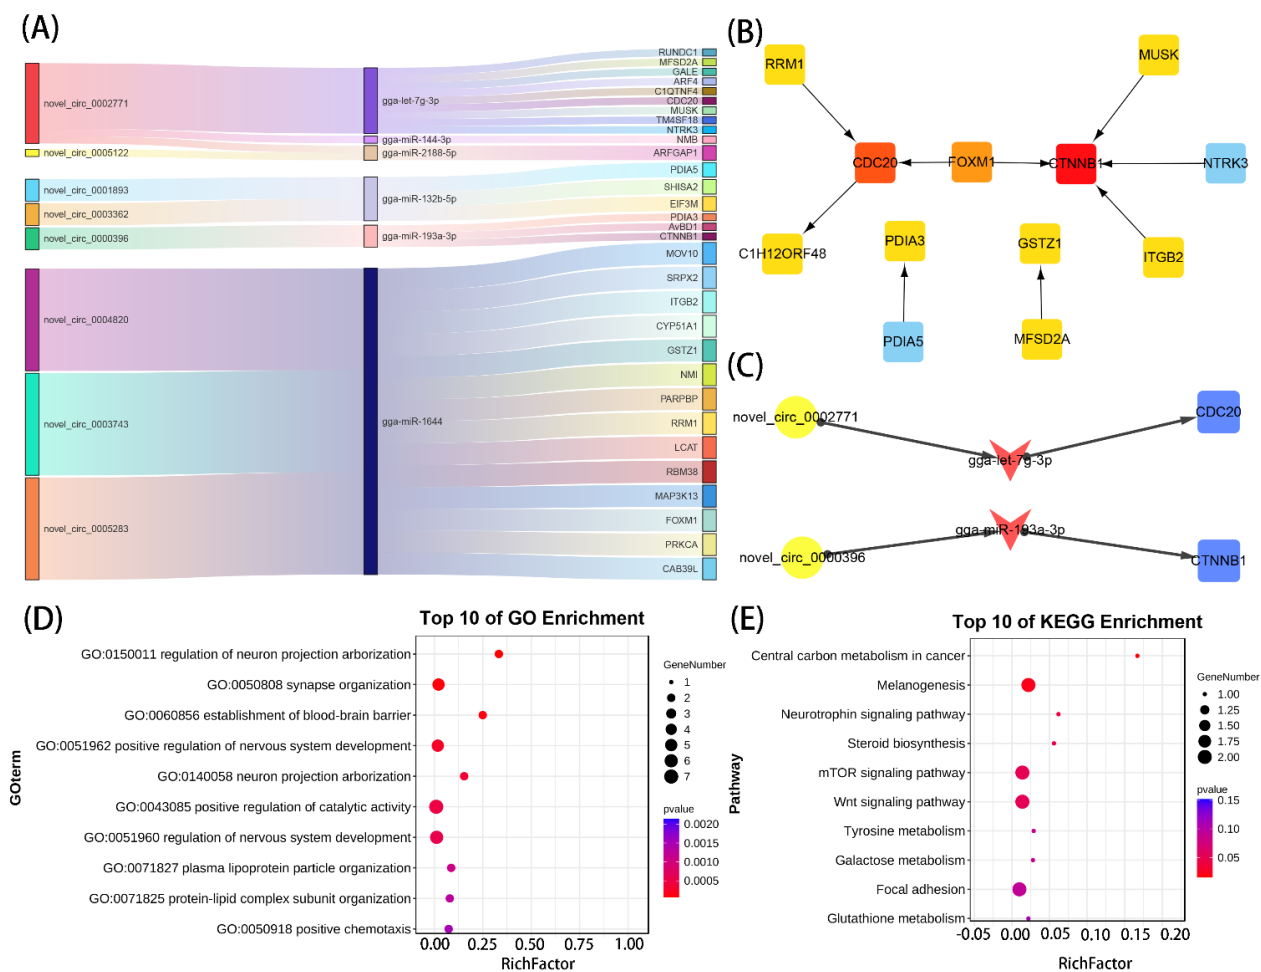 (A)
novel_circ_0002771
novel_circ_0005122
novel_circ_0001893
novel_circ_0003362
novel_circ_0000396
novel_circ_0004820
novel_circ_0003743
novel_circ_0005283
gga-let-7g-3p
gga-miR-144-3p
gga-miR-2188-5p
gga-miR-132b-5p
gga-miR-193a-3p
gga-miR-1644
RUNDC1
MFSD2A
GALE
ARF4
C1QTNF4
CDC20
MUSK
TM4SF18
NTRK3
NMB
ARFGAP1
PDIA5
SHISA2
EIF3M
PDIA3
AvBD1
CTNNB1
MOV10
SRPX2
ITGB2
CYP51A1
GSTZ1
NMI
PARPBP
RRM1
LCAT
RBM38
MAP3K13
FOXM1
PRKCA
CAB39L
(B)
RRM1
MUSK
CDC20
FOXM1
CTNNB1
NTRK3
C1H12ORF48
PDIA3
GSTZ1
ITGB2
PDIA5
MFSD2A
(C)
novel_circ_0002771
gga-let-7g-3p
CDC20
novel_circ_0000396
gga-miR-193a-3p
CTNNB1
(D)
Top 10 of GO Enrichment
GOterm
GO:0150011 regulation of neuron projection arborization
GO:0050808 synapse organization
GO:0060856 establishment of blood-brain barrier
GO:0051962 positive regulation of nervous system development
GO:0140058 neuron projection arborization
GO:0043085 positive regulation of catalytic activity
GO:0051960 regulation of nervous system development
GO:0071827 plasma lipoprotein particle organization
GO:0071825 protein-lipid complex subunit organization
GO:0050918 positive chemotaxis
0.00 0.25 0.50 0.75 1.00
RichFactor
GeneNumber
1
2
3
4
5
6
7
pvalue
0.0020
0.0015
0.0010
0.0005
(E)
Top 10 of KEGG Enrichment
Pathway
Central carbon metabolism in cancer
Melanogenesis
Neurotrophin signaling pathway
Steroid biosynthesis
mTOR signaling pathway
Wnt signaling pathway
Tyrosine metabolism
Galactose metabolism
Focal adhesion
Glutathione metabolism
-0.05 0.00 0.05 0.10 0.15 0.20
RichFactor
GeneNumber
1.00
1.25
1.50
1.75
2.00
pvalue
0.15
0.10
0.05